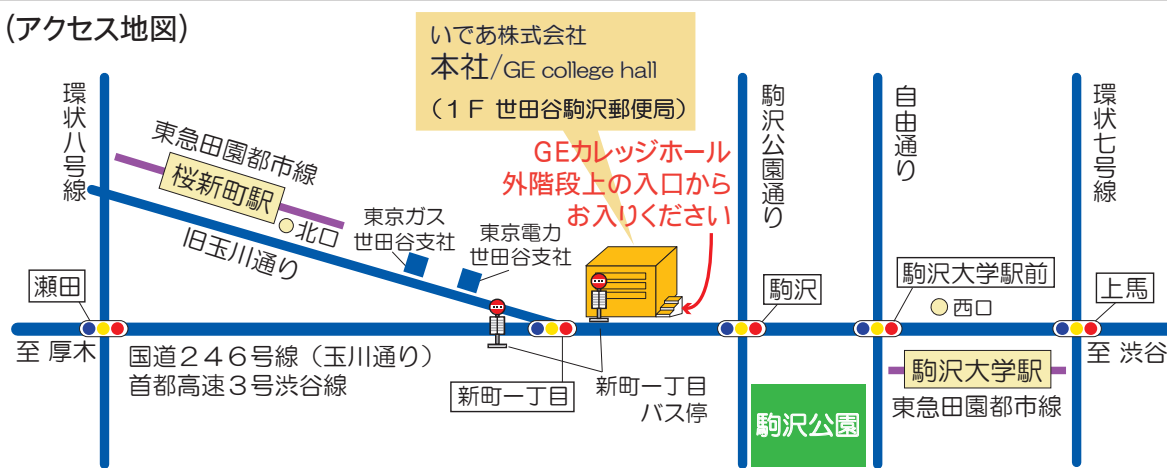 (アクセス地図)
いであ株式会社
本社/GE college hall
(1F 世田谷駒沢郵便局)
GEカレッジホール
外階段上の入口から
お入りください
環状八号線
東急田園都市線
桜新町駅
北口
旧玉川通り
東京ガス
世田谷支社
東京電力
世田谷支社
駒沢公園通り
自由通り
環状七号線
瀬田
駒沢
駒沢大学駅前
西口
上馬
至 厚木
国道246号線(玉川通り)
首都高速3号渋谷線
新町一丁目
新町一丁目
バス停
至 渋谷
駒沢大学駅
東急田園都市線
駒沢公園